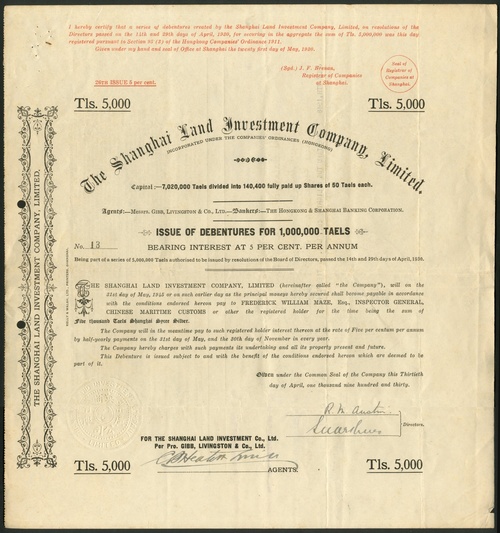 I hereby certify that a series of debentures created by the Shanghai Land Investment Company, Limited, on resolutions of the
Directors passed on the 14th and 29th days of April, 1930, for securing in the aggregate the sum of Tls. 5,000,000 was this day
registered pursuant to Section of the Hongkong Companies' Ordinance 1911.
Given under my hand and seal of Office at Shanghai the twenty first day of May, 1930.
(Sgd.) J. F. Brenan,
Registrar of Companies
at Shanghai.
Seal of
Registrar of
Companies at
Shanghai.
ISSUE 5 per cent.
Tls. 5,000
Tls. 5,000
The Shanghai Land Investment Company, Limited.
INCORPORATED UNDER THE COMPANIES' ORDINANCES (HONGKONG)
Capital:—7,020,000 Taels divided into 140,400 fully paid up Shares of 50 Taels each.
Agents:—Messrs. Gibb, Livington & Co., Ltd.—Bankers:—The Hongkong & Shanghai Banking Corporation.
ISSUE OF DEBENTURES FOR 1,000,000 TAELS
No. 13
BEARING INTEREST AT 5 PER CENT. PER ANNUM
Being part of a series of 5,000,000 Taels authorised to be issued by resolutions of the Board of Directors, passed the 14th and 29th days of April, 1930.
THE SHANGHAI LAND INVESTMENT COMPANY, LIMITED (hereinafter called "the Company"), will on the
31st day of May, 1945 or on such earlier day as the principal moneys hereby secured shall become payable in accordance
with the conditions endorsed hereon pay to FREDERICK WILLIAM MAZE, Esq., INSPECTOR GENERAL,
CHINESE MARITIME CUSTOMS or other the registered holder for the time being the sum of
Five thousand Taels Shanghai Sycee Silver.
The Company will in the meantime pay to such registered holder interest thereon at the rate of Five per centum per annum
by half-yearly payments on the 31st day of May, and the 30th day of November in every year.
The Company hereby charges with such payments its undertaking and all its property present and future.
This Debenture is issued subject to and with the benefit of the conditions endorsed hereon which are deemed to be
part of it.
Given under the Common Seal of the Company this Thirtieth
day of April, one thousand nine hundred and thirty.
R. M. Austin
Directors.
FOR THE SHANGHAI LAND INVESTMENT Co., Ltd.
Per Pro. GIBB, LIVINGSTON & Co., Ltd.
AGENTS.
Tls. 5,000
Tls. 5,000
THE SHANGHAI LAND INVESTMENT COMPANY, LIMITED.